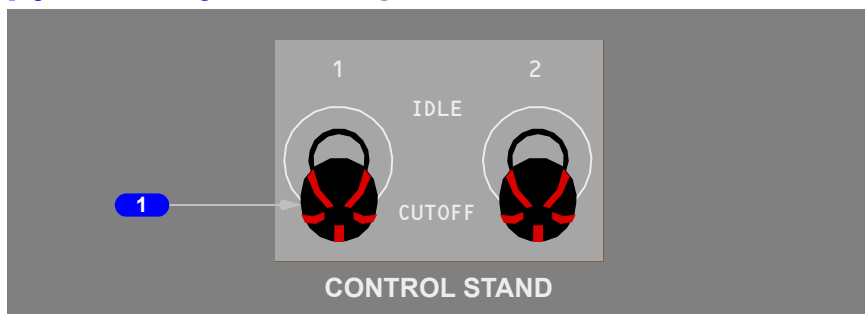 1 2
IDLE
1
CUTOFF
CONTROL STAND